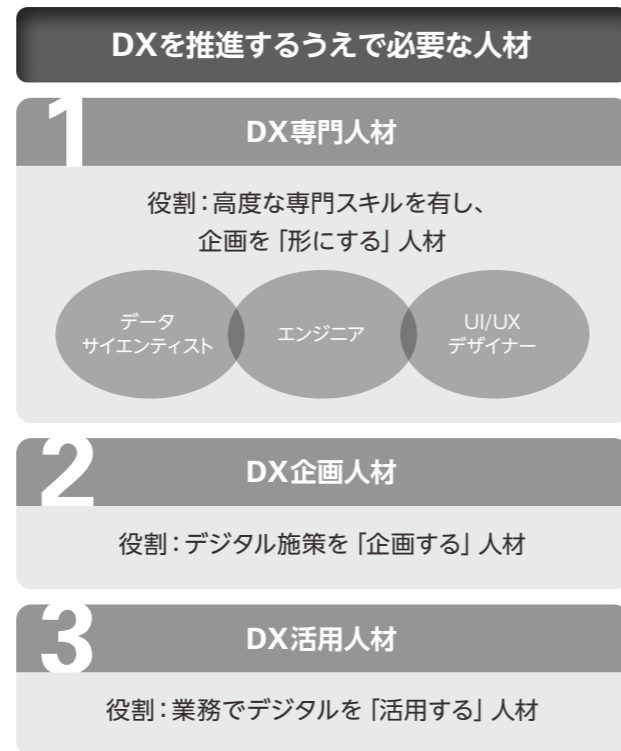 DXを推進するうえで必要な人材
1
DX専門人材
役割：高度な専門スキルを有し、
企画を「形にする」人材
データ
サイエンティスト
エンジニア
UI/UX
デザイナー
2
DX企画人材
役割：デジタル施策を「企画する」人材
3
DX活用人材
役割：業務でデジタルを「活用する」人材